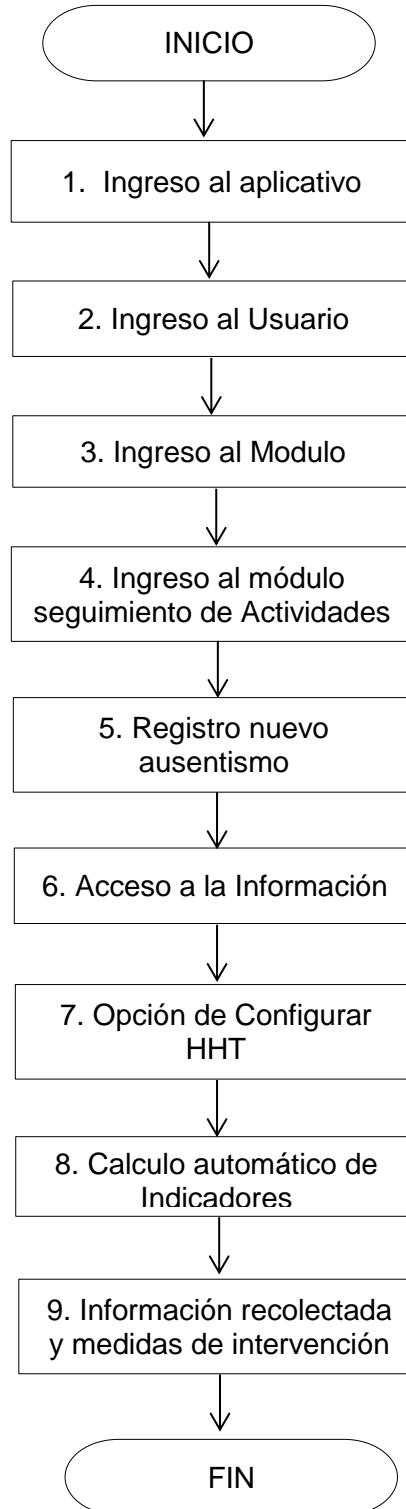 INICIO
1. Ingreso al aplicativo
2. Ingreso al Usuario
3. Ingreso al Modulo
4. Ingreso al módulo
seguimiento de Actividades
5. Registro nuevo
ausentismo
6. Acceso a la Información
7. Opción de Configurar
HHT
8. Calculo automático de
Indicadores
9. Información recolectada
y medidas de intervención
FIN